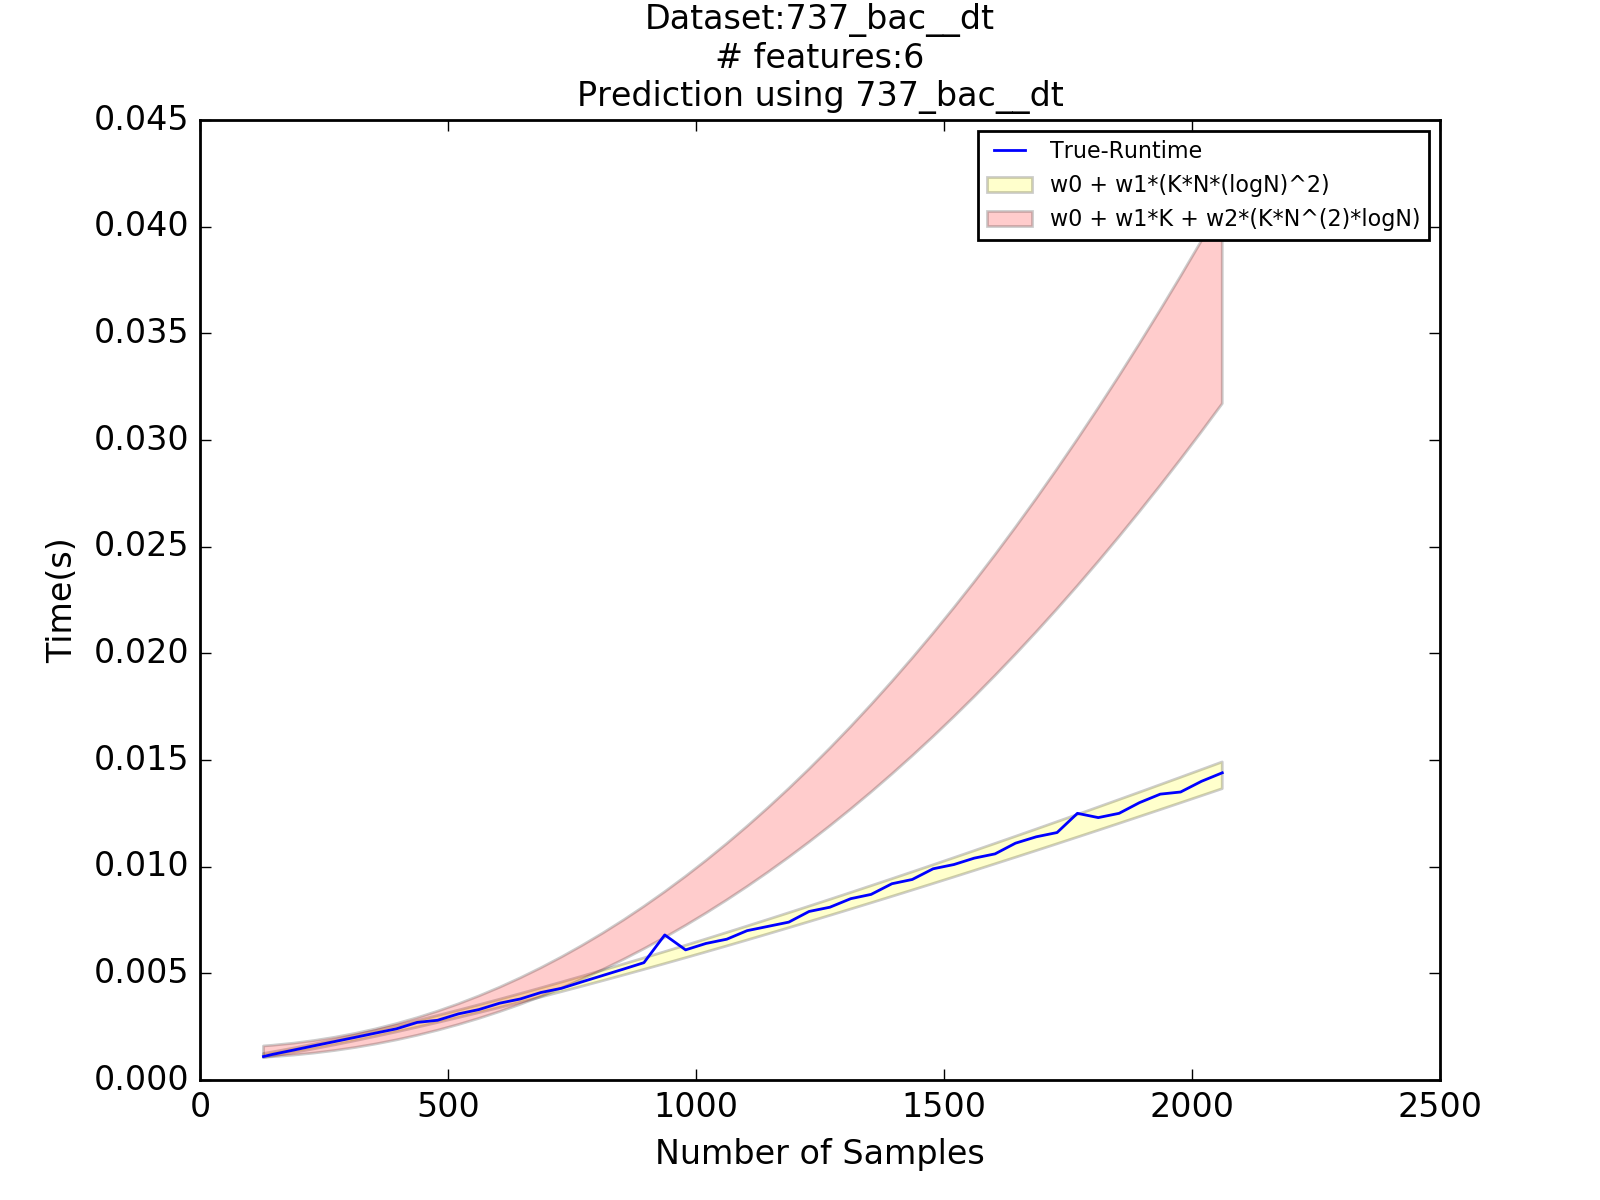 Dataset:737_bac__dt
# features:6
Prediction using 737_bac__dt
True-Runtime
w0 + w1*(K*N*(logN)^2)
w0 + w1*K + w2*(K*N^(2)*logN)
0.045
0.040
0.035
0.030
0.025
0.020
0.015
0.010
0.005
0.000
Time(s)
0 500 1000 1500 2000 2500
Number of Samples